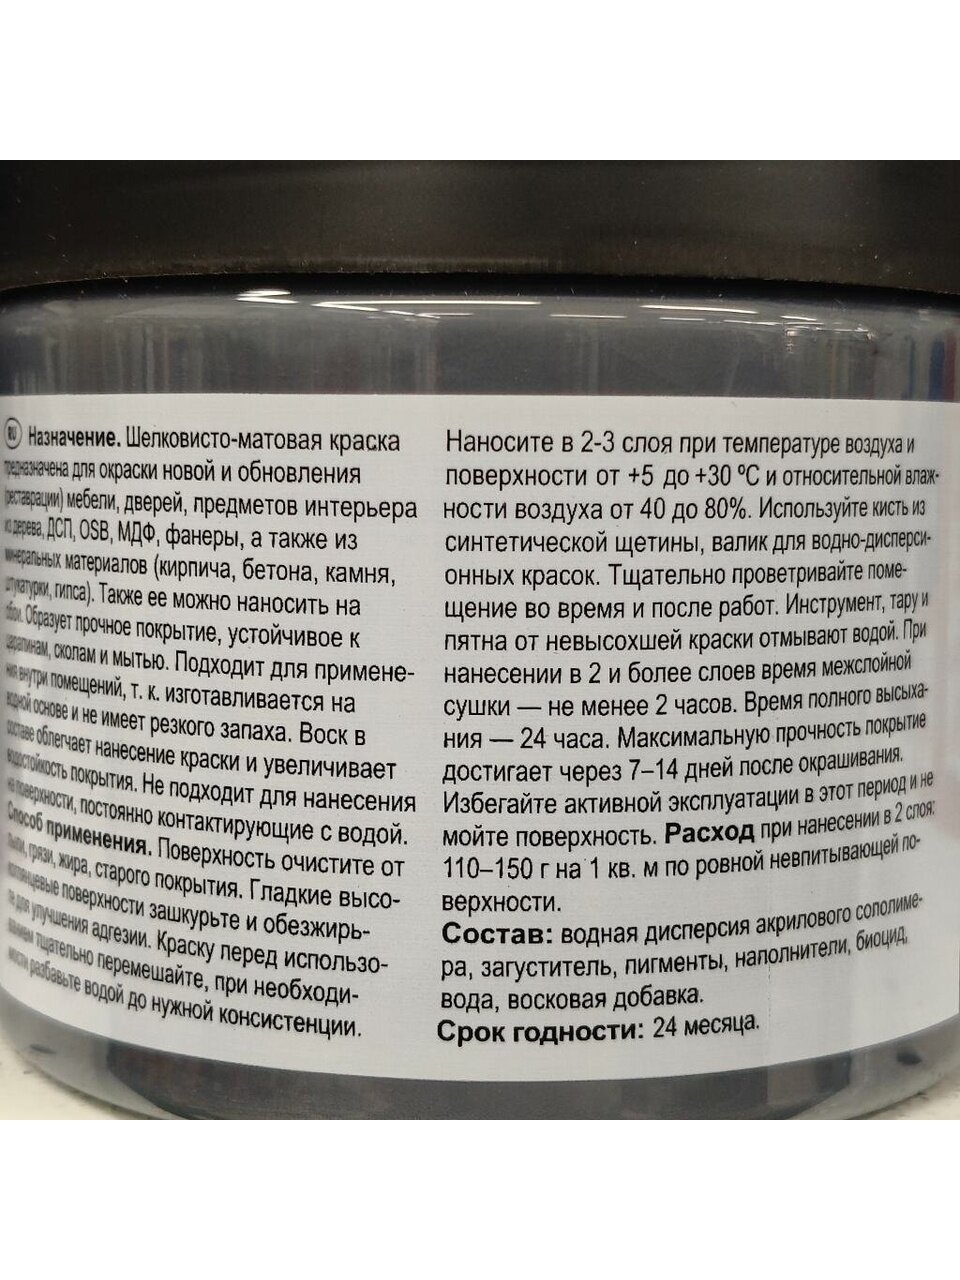 RU Назначение. Шелковисто-матовая краска
предназначена для окраски новой и обновления
(реставрации) мебели, дверей, предметов интерьера
из дерева, ДСП, OSB, МДФ, фанеры, а также из
минеральных материалов (кирпича, бетона, камня,
штукатурки, гипса). Также ее можно наносить на
обои. Образует прочное покрытие, устойчивое к
царапинам, сколам и мытью. Подходит для примене-
ния внутри помещений, т. к. изготавливается на
водной основе и не имеет резкого запаха. Воск в
составе облегчает нанесение краски и увеличивает
водостойкость покрытия. Не подходит для нанесения
на поверхности, постоянно контактирующие с водой.
Способ применения. Поверхность очистите от
пыли, грязи, жира, старого покрытия. Гладкие высо-
коглянцевые поверхности зашкурьте и обезжирь-
те для улучшения адгезии. Краску перед использо-
ванием тщательно перемешайте, при необходи-
мости разбавьте водой до нужной консистенции.
Наносите в 2-3 слоя при температуре воздуха и
поверхности от +5 до +30 ºС и относительной влаж-
ности воздуха от 40 до 80%. Используйте кисть из
синтетической щетины, валик для водно-дисперси-
онных красок. Тщательно проветривайте поме-
щение во время и после работ. Инструмент, тару и
пятна от невысохшей краски отмывают водой. При
нанесении в 2 и более слоев время межслойной
сушки — не менее 2 часов. Время полного высыха-
ния — 24 часа. Максимальную прочность покрытие
достигает через 7–14 дней после окрашивания.
Избегайте активной эксплуатации в этот период и не
мойте поверхность. Расход при нанесении в 2 слоя:
110–150 г на 1 кв. м по ровной невпитывающей по-
верхности.
Состав: водная дисперсия акрилового сополиме-
ра, загуститель, пигменты, наполнители, биоцид,
вода, восковая добавка.
Срок годности: 24 месяца.